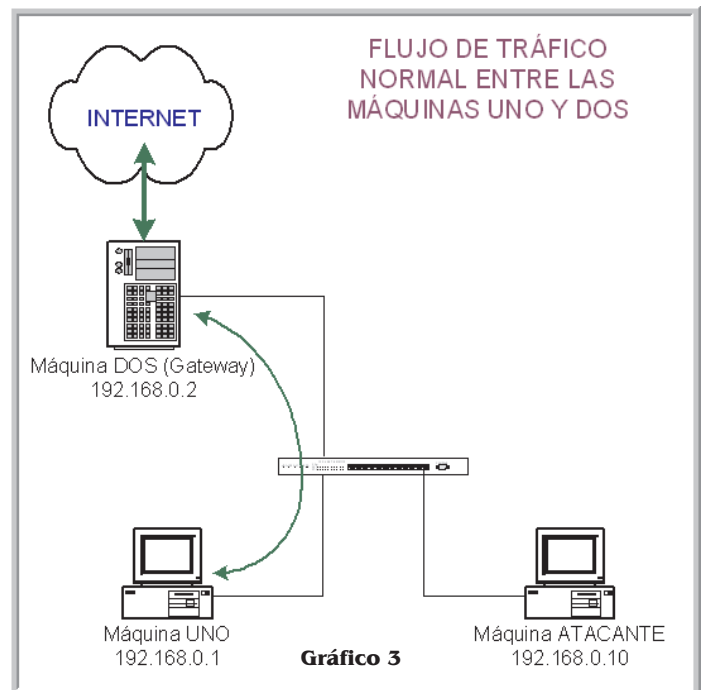 FLUJO DE TRÁFICO
NORMAL ENTRE LAS
MÁQUINAS UNO Y DOS
INTERNET
Máquina DOS (Gateway)
192.168.0.2
Máquina UNO
192.168.0.1
Gráfico 3
Máquina ATACANTE
192.168.0.10